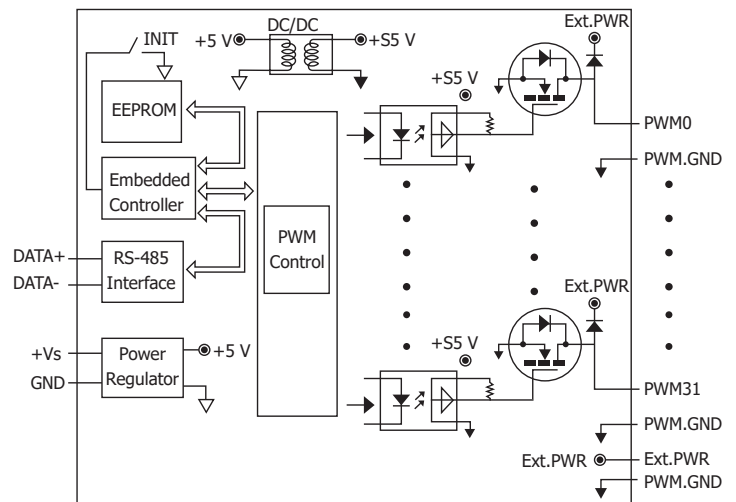 DC/DC
Ext.PWR
INIT
+5 V
+S5 V
+S5 V
EEPROM
PWM0
PWM.GND
Embedded
Controller
PWM
Control
DATA+
DATA-
RS-485
Interface
Ext.PWR
+S5 V
+Vs
GND
Power
Regulator
+5 V
PWM31
PWM.GND
Ext.PWR
Ext.PWR
PWM.GND